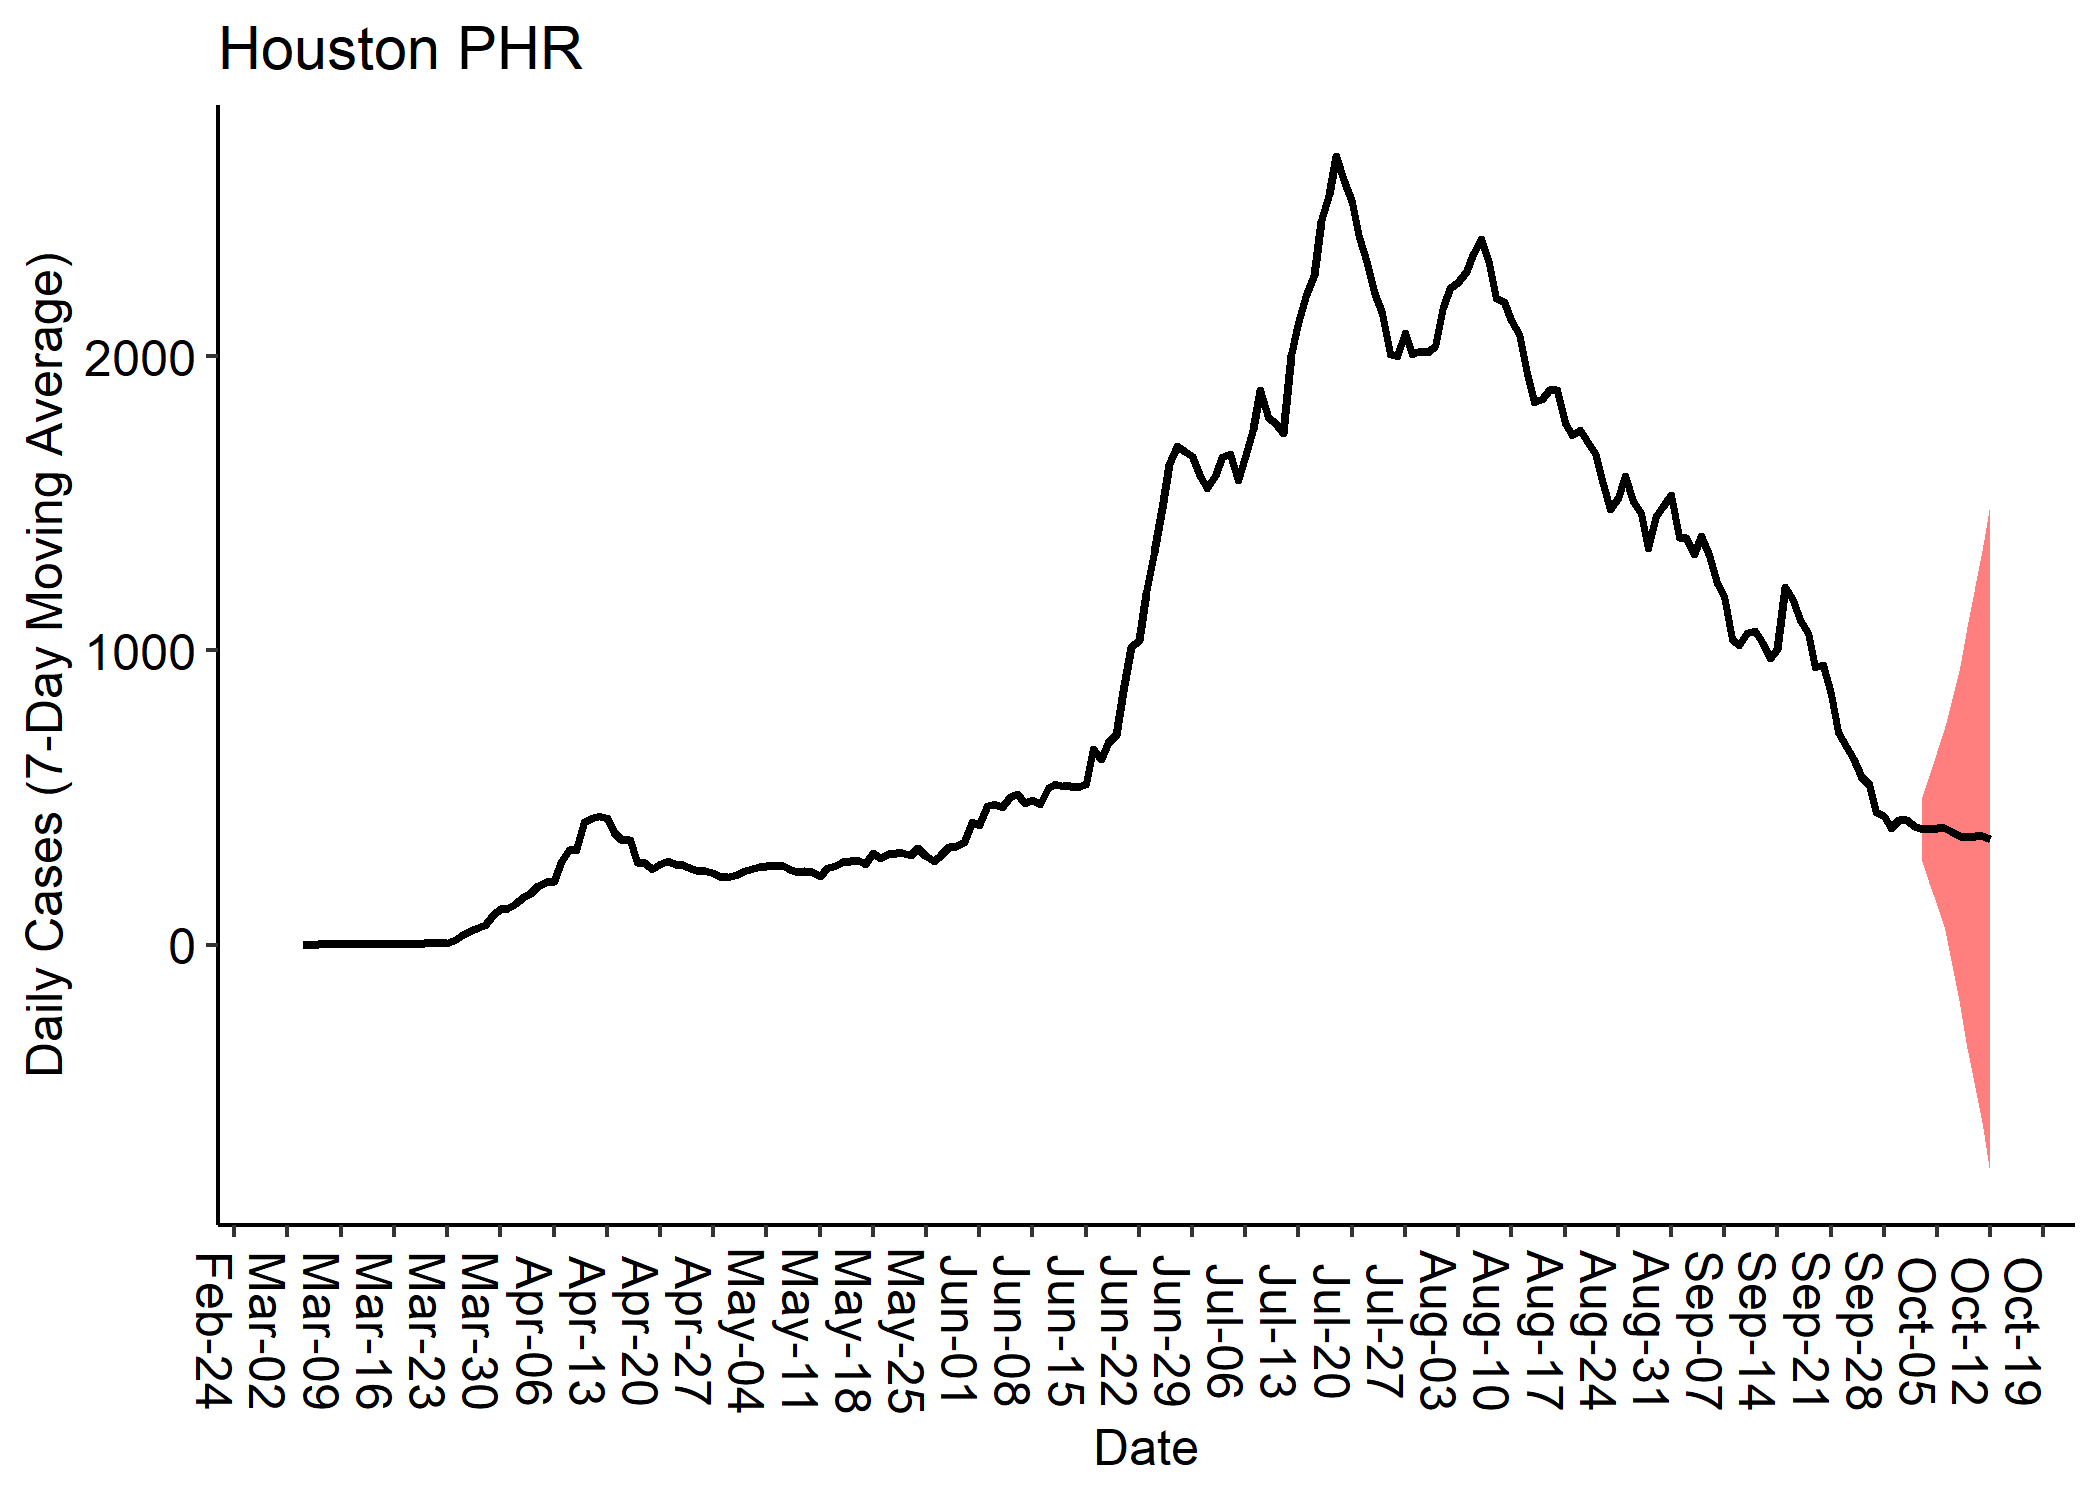 Houston PHR
Daily Cases (7-Day Moving Average)
2000
1000
0
Feb-24
Mar-02
Mar-09
Mar-16
Mar-23
Mar-30
Apr-06
Apr-13
Apr-20
Apr-27
May-04
May-11
May-18
May-25
Jun-01
Jun-08
Jun-15
Jun-22
Jun-29
Jul-06
Jul-13
Jul-20
Jul-27
Aug-03
Aug-10
Aug-17
Aug-24
Aug-31
Sep-07
Sep-14
Sep-21
Sep-28
Oct-05
Oct-12
Oct-19
Date